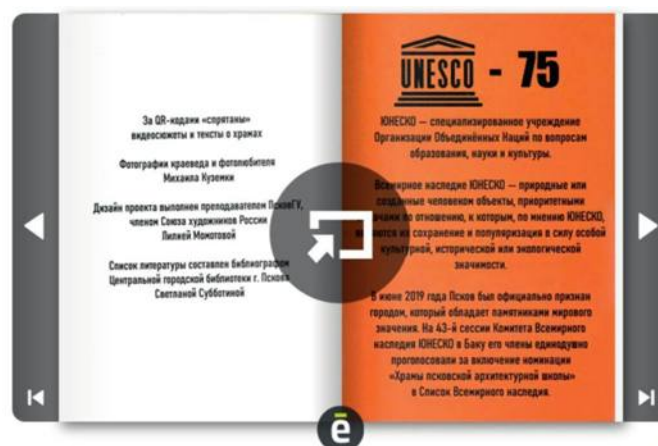 За QR-кодами «спрятаны»
видеосюжеты и тексты о храмах
Фотографии краеведа и фотолюбителя
Михаила Куземки
Дизайн проекта выполнен преподавателем ПсковГУ,
членом Союза художников России
Лилией Момотовой
Список литературы составлен библиографом
Центральной городской библиотеки г. Пскова
Светланой Субботиной
UNESCO - 75
ЮНЕСКО — специализированное учреждение
Организации Объединённых Наций по вопросам
образования, науки и культуры.
Всемирное наследие ЮНЕСКО — природные или
созданные человеком объекты, приоритетными
по отношению, к которым, по мнению ЮНЕСКО,
их сохранение и популяризация в силу особой
культурной, исторической или экологической
значимости.
В июне 2019 года Псков был официально признан
городом, который обладает памятниками мирового
значения. На 43-й сессии Комитета Всемирного
наследия ЮНЕСКО в Баку его члены единодушно
проголосовали за включение номинации
«Храмы псковской архитектурной школы»
в Список Всемирного наследия.
ē